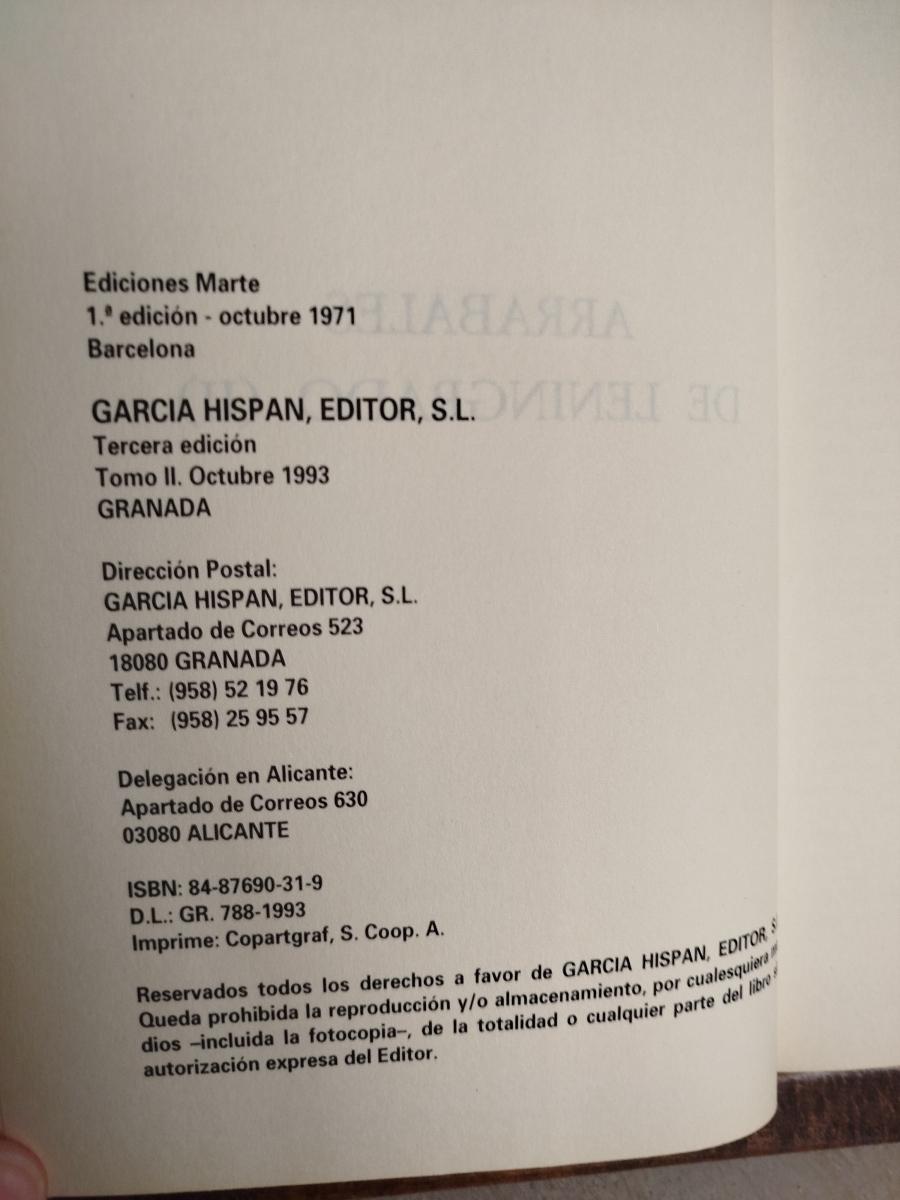 Ediciones Marte
1.ª edición - octubre 1971
Barcelona
GARCIA HISPAN, EDITOR, S.L.
Tercera edición
Tomo II. Octubre 1993
GRANADA
Dirección Postal:
GARCIA HISPAN, EDITOR, S.L.
Apartado de Correos 523
18080 GRANADA
Telf.: (958) 52 19 76
Fax: (958) 25 95 57
Delegación en Alicante:
Apartado de Correos 630
03080 ALICANTE
ISBN: 84-87690-31-9
D.L.: GR. 788-1993
Imprime: Copartgraf, S. Coop. A.
Reservados todos los derechos a favor de GARCIA HISPAN, EDITOR,
Queda prohibida la reproducción y/o almacenamiento, por cualesquiera
dios –incluida la fotocopia–, de la totalidad o cualquier parte del libro
autorización expresa del Editor.
ARRABALES
DE LENINGRADO (II)